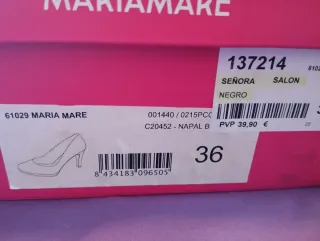 MARIAMARE
137214
SEÑORA SALON
NEGRO
PVP 39,90 €
61029 MARIA MARE
001440 / 0215PCC
C20452 - NAPAL B
36
8 434183 096505